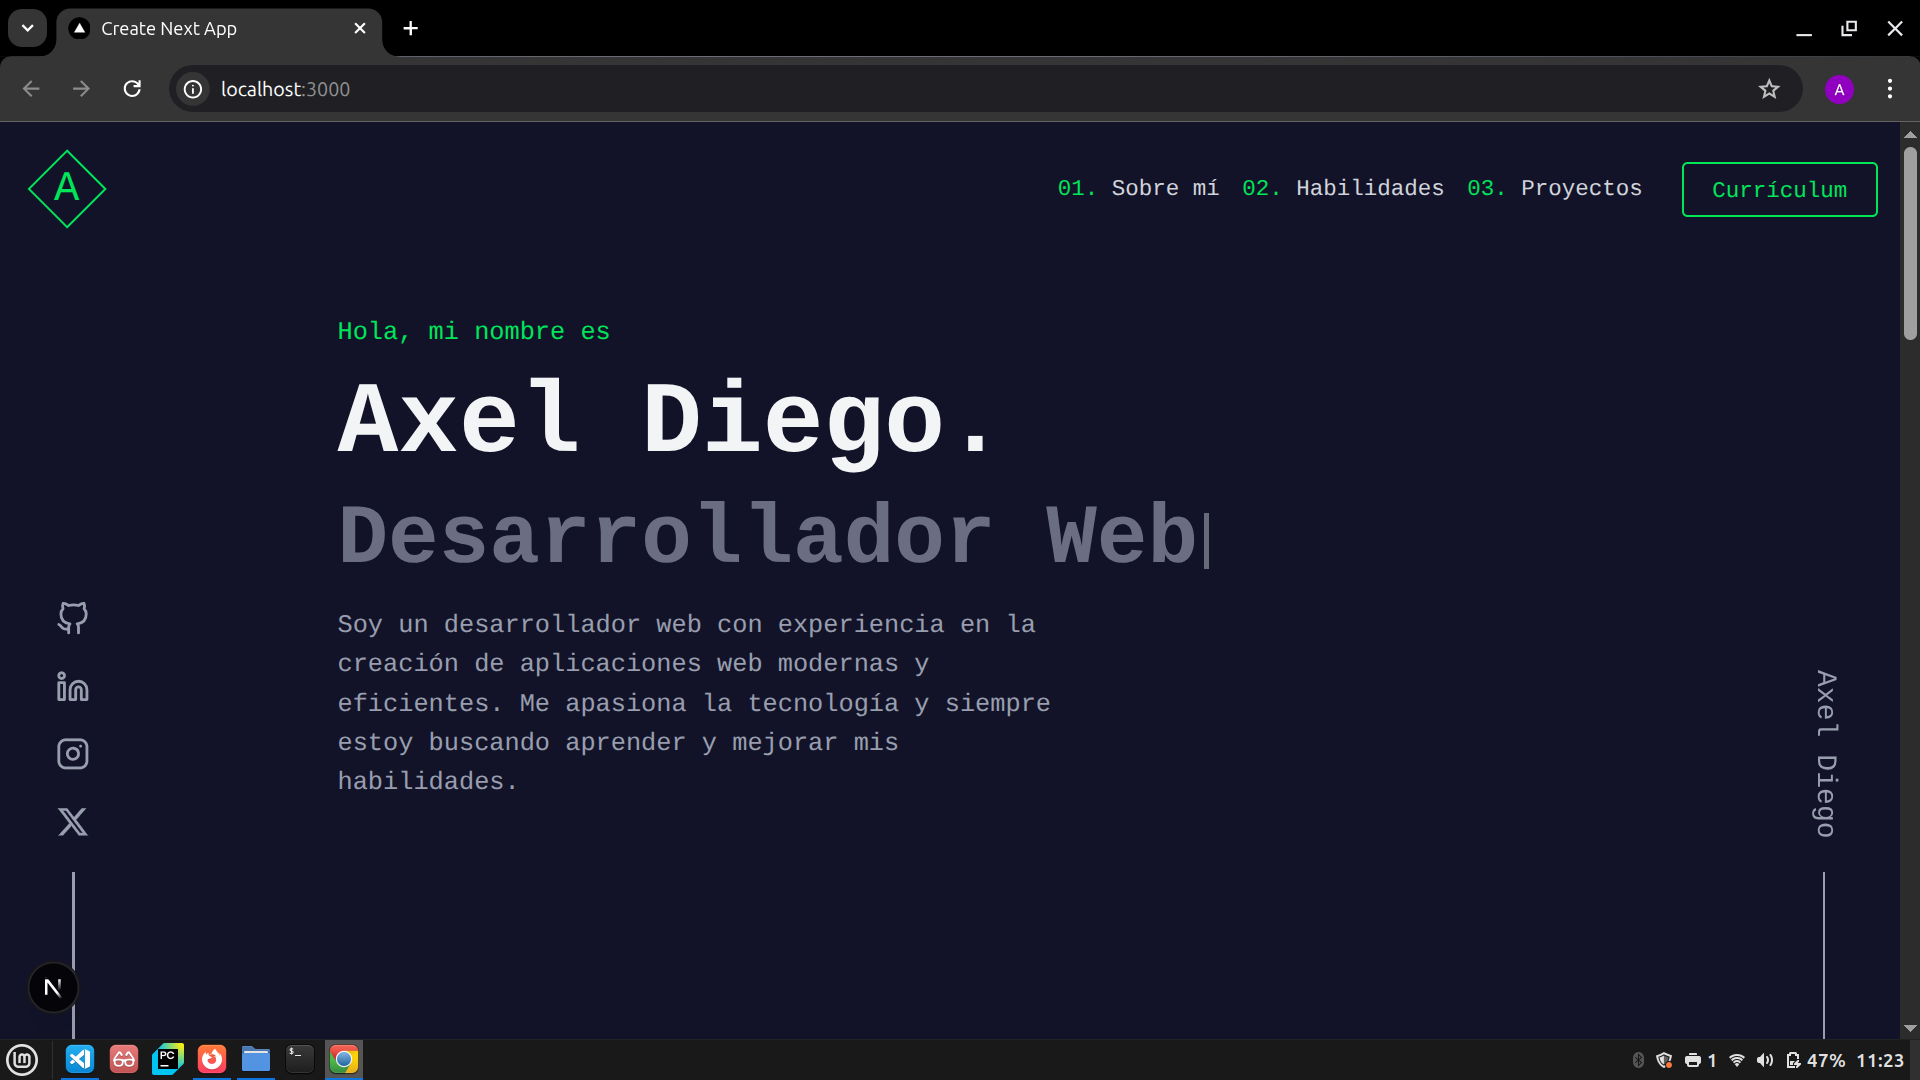 Create Next App
localhost:3000
A
A
01. Sobre mí 02. Habilidades 03. Proyectos Currículum
Hola, mi nombre es
Axel Diego.
Desarrollador Web
Soy un desarrollador web con experiencia en la
creación de aplicaciones web modernas y
eficientes. Me apasiona la tecnología y siempre
estoy buscando aprender y mejorar mis
habilidades.
Axel Diego
N
PC
$_
1 47% 11:23